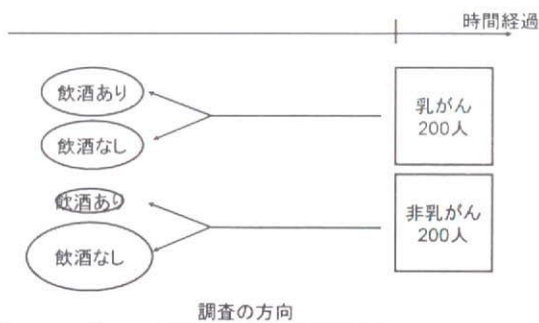 時間経過
飲酒あり
乳がん
200人
飲酒なし
飲酒あり
非乳がん
200人
飲酒なし
調査の方向